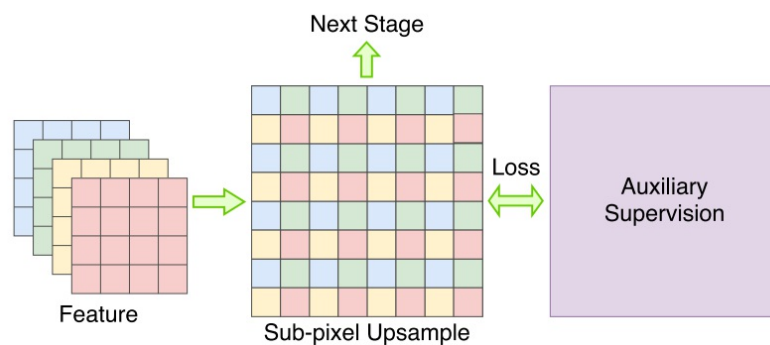 Next Stage
Loss
Auxiliary
Supervision
Feature
Sub-pixel Upsample